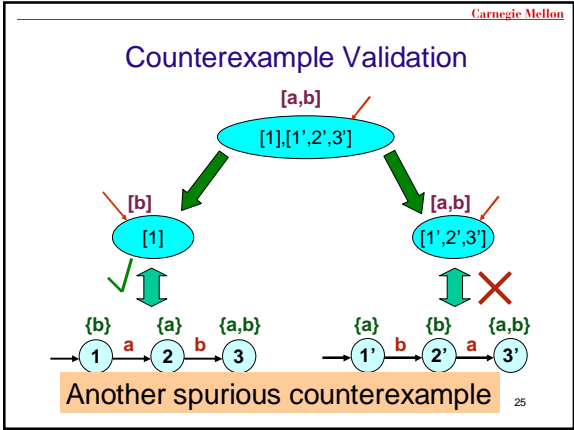 Carnegie Mellon
Counterexample Validation
[a,b]
[1],[1’,2’,3’]
[b]
[a,b]
[1]
[1’,2’,3’]
{b} {a} {a,b} {a} {b} {a,b}
1 a 2 b 3 1’ b 2’ a 3’
Another spurious counterexample
25